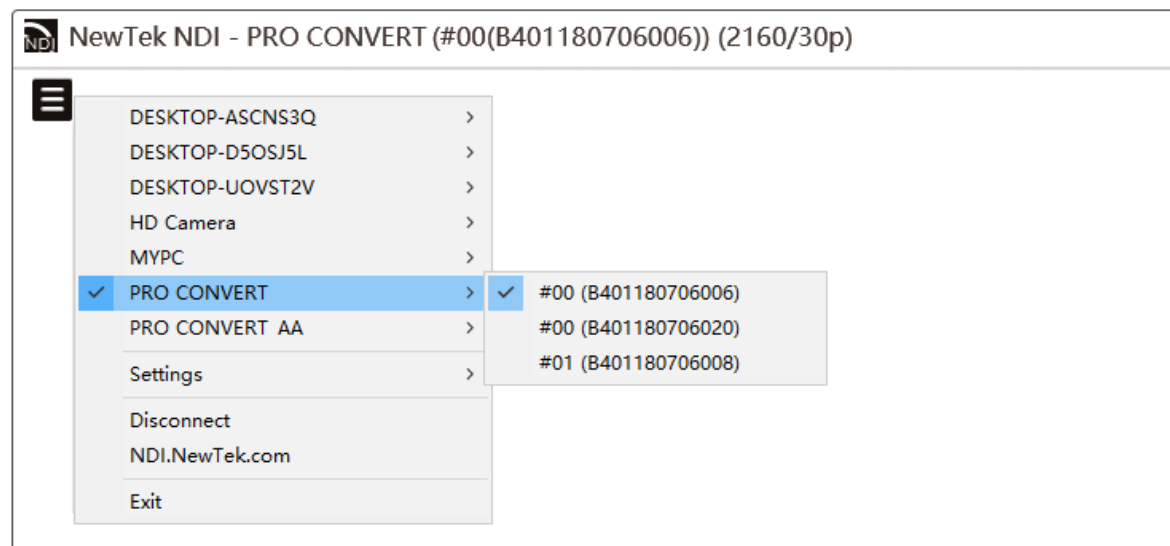 NDI NewTek NDI - PRO CONVERT (#00(B401180706006)) (2160/30p)
DESKTOP-ASCNS3Q
DESKTOP-D5OSJ5L
DESKTOP-UOVST2V
HD Camera
MYPC
PRO CONVERT
#00 (B401180706006)
PRO CONVERT AA
#00 (B401180706020)
#01 (B401180706008)
Settings
Disconnect
NDI.NewTek.com
Exit